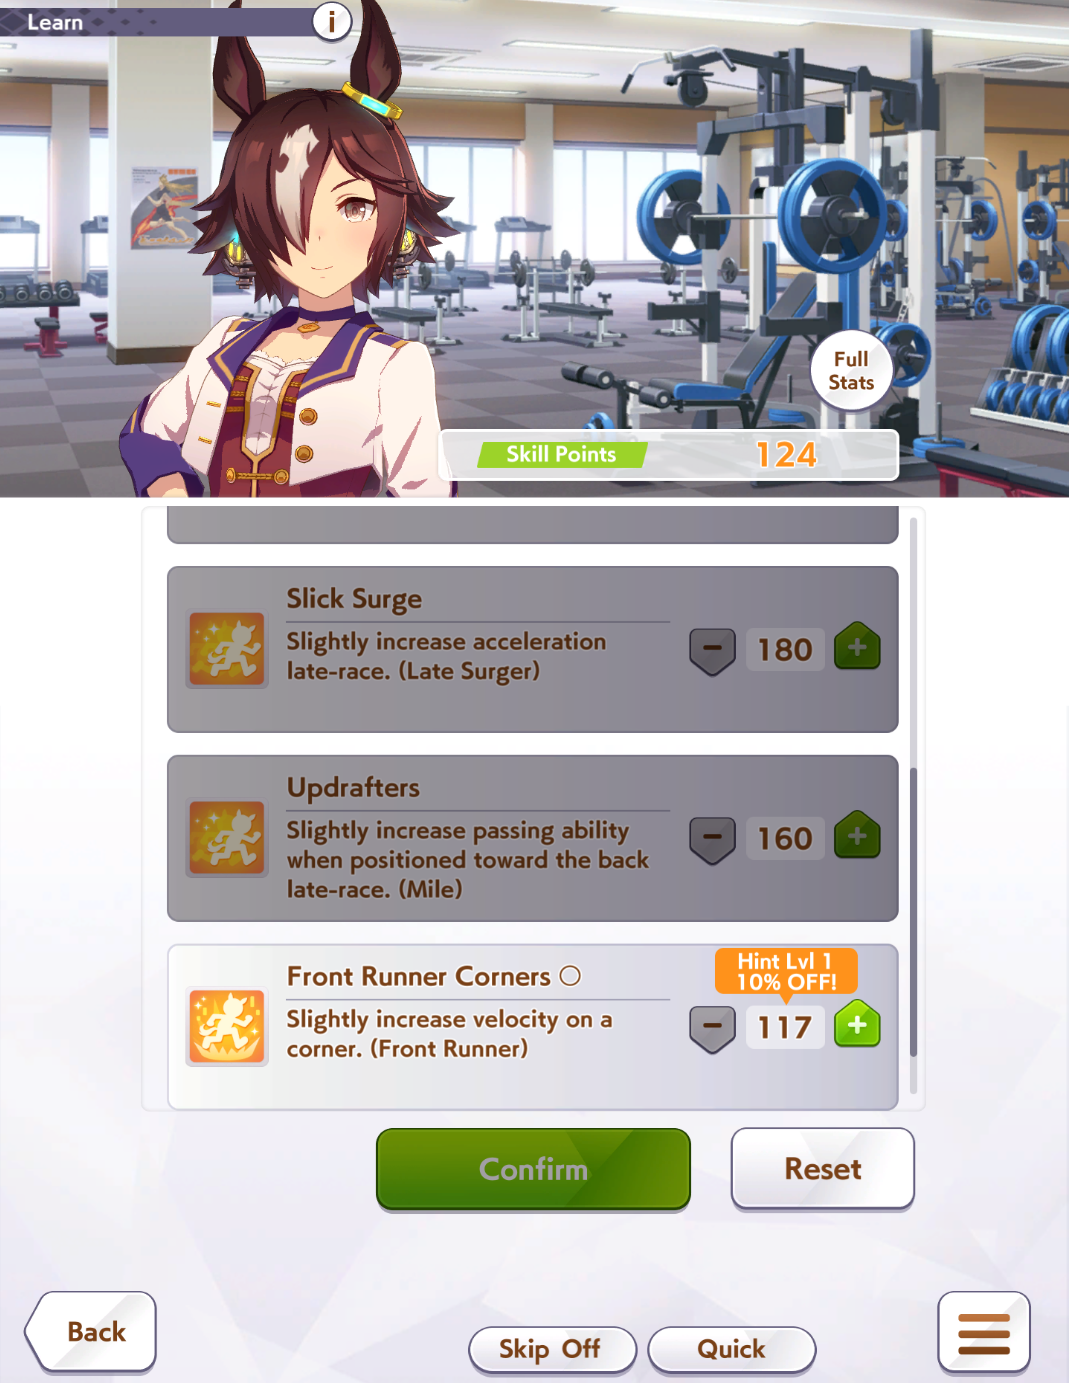 Learn
i
Full
Stats
Skill Points 124
Slick Surge
Slightly increase acceleration
late-race. (Late Surger)
180
Updrafters
Slightly increase passing ability
when positioned toward the back
late-race. (Mile)
160
Hint Lvl 1
10% OFF!
Front Runner Corners ○
Slightly increase velocity on a
corner. (Front Runner)
117
Confirm
Reset
Back
Skip Off
Quick